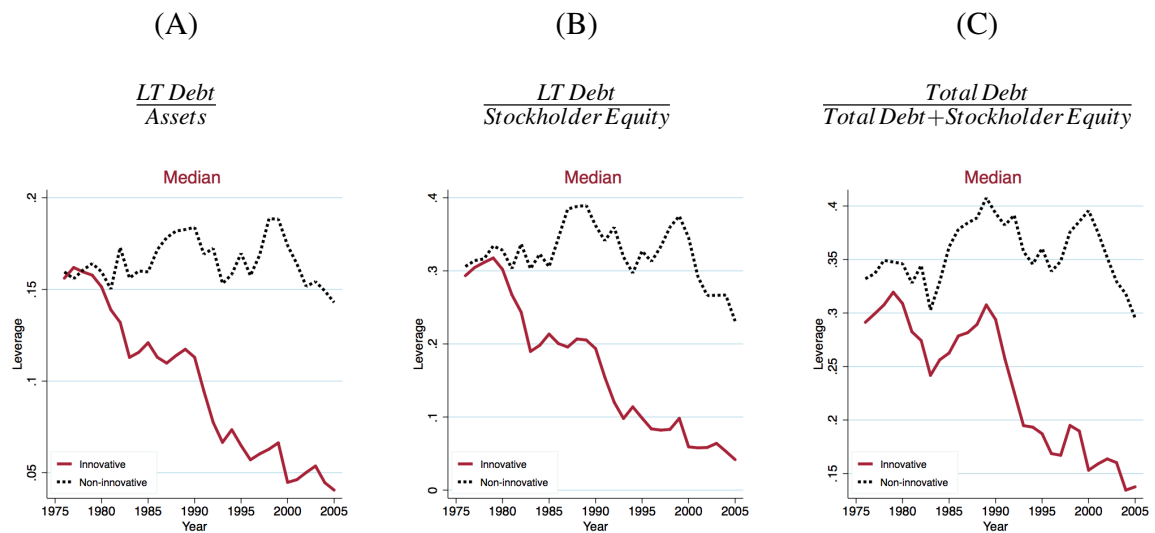 (A)
LT Debt
Assets
Median
Leverage
.2
.15
.1
.05
Innovative
Non-innovative
1975 1980 1985 1990 1995 2000 2005
Year
(B)
LT Debt
Stockholder Equity
Median
Leverage
.4
.3
.2
.1
0
Innovative
Non-innovative
1975 1980 1985 1990 1995 2000 2005
Year
(C)
Total Debt
Total Debt+Stockholder Equity
Median
Leverage
.4
.35
.3
.25
.2
.15
Innovative
Non-innovative
1975 1980 1985 1990 1995 2000 2005
Year